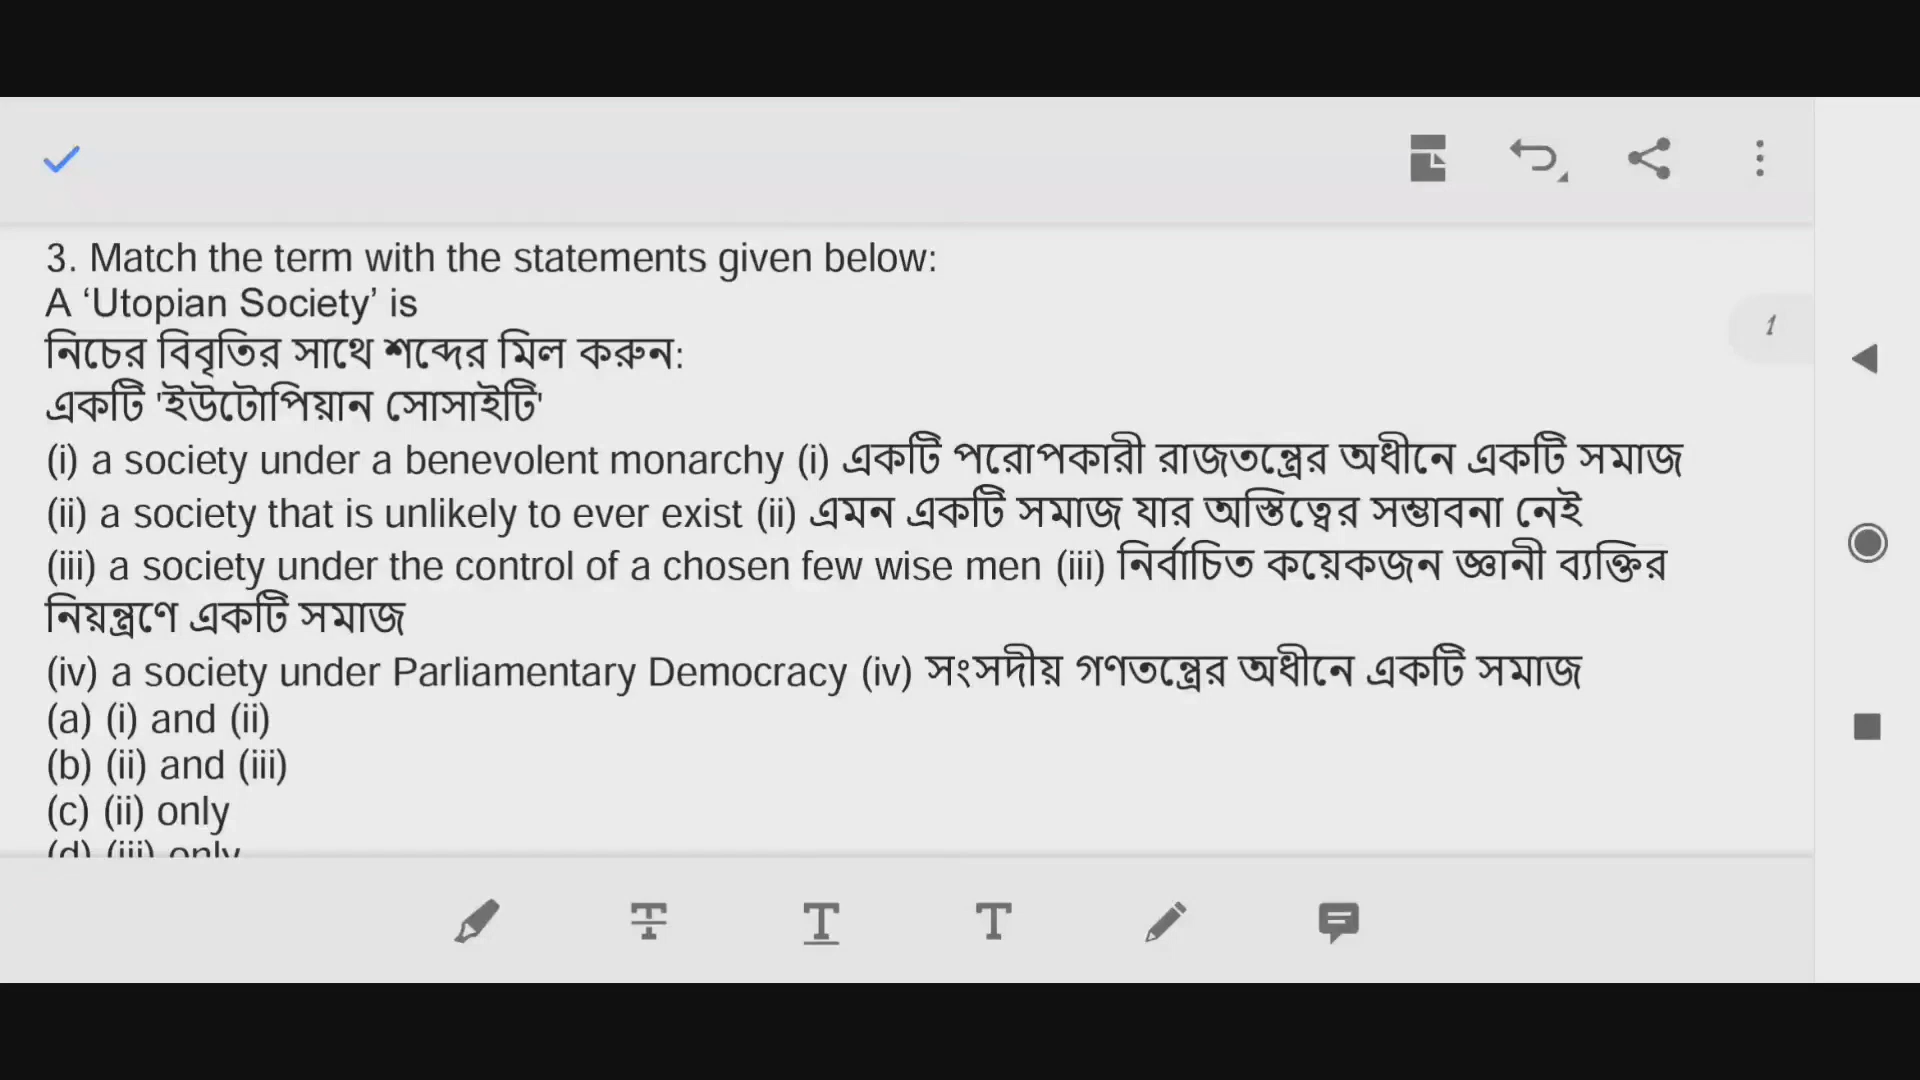 3. Match the term with the statements given below:
A ‘Utopian Society’ is
নিচের বিবৃতির সাথে শব্দের মিল করুন:
একটি 'ইউটোপিয়ান সোসাইটি'
(i) a society under a benevolent monarchy (i) একটি পরোপকারী রাজতন্ত্রের অধীনে একটি সমাজ
(ii) a society that is unlikely to ever exist (ii) এমন একটি সমাজ যার অস্তিত্বের সম্ভাবনা নেই
(iii) a society under the control of a chosen few wise men (iii) নির্বাচিত কয়েকজন জ্ঞানী ব্যক্তির
নিয়ন্ত্রণে একটি সমাজ
(iv) a society under Parliamentary Democracy (iv) সংসদীয় গণতন্ত্রের অধীনে একটি সমাজ
(a) (i) and (ii)
(b) (ii) and (iii)
(c) (ii) only
(d) (iii) only
1